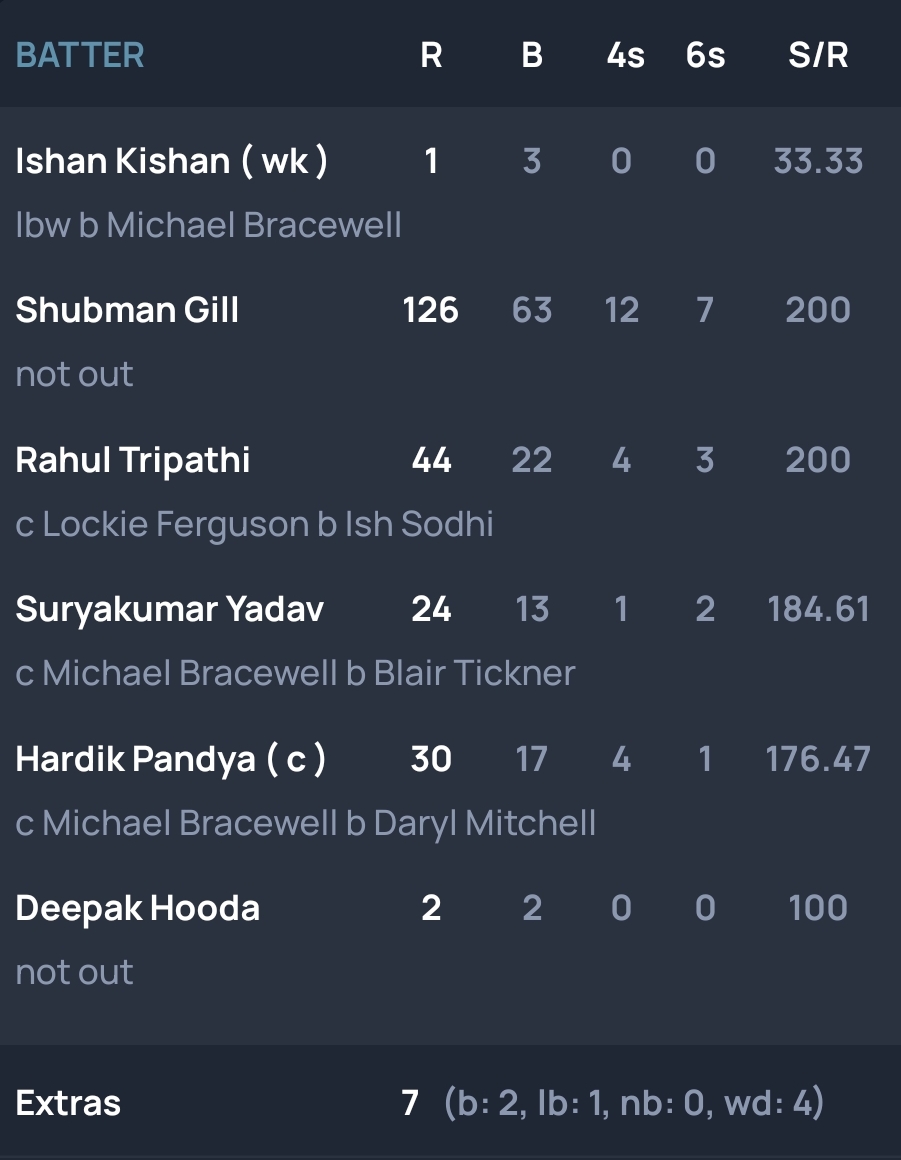 BATTER R B 4s 6s S/R
Ishan Kishan ( wk ) 1 3 0 0 33.33
lbw b Michael Bracewell
Shubman Gill 126 63 12 7 200
not out
Rahul Tripathi 44 22 4 3 200
c Lockie Ferguson b Ish Sodhi
Suryakumar Yadav 24 13 1 2 184.61
c Michael Bracewell b Blair Tickner
Hardik Pandya ( c ) 30 17 4 1 176.47
c Michael Bracewell b Daryl Mitchell
Deepak Hooda 2 2 0 0 100
not out
Extras 7 (b: 2, lb: 1, nb: 0, wd: 4)